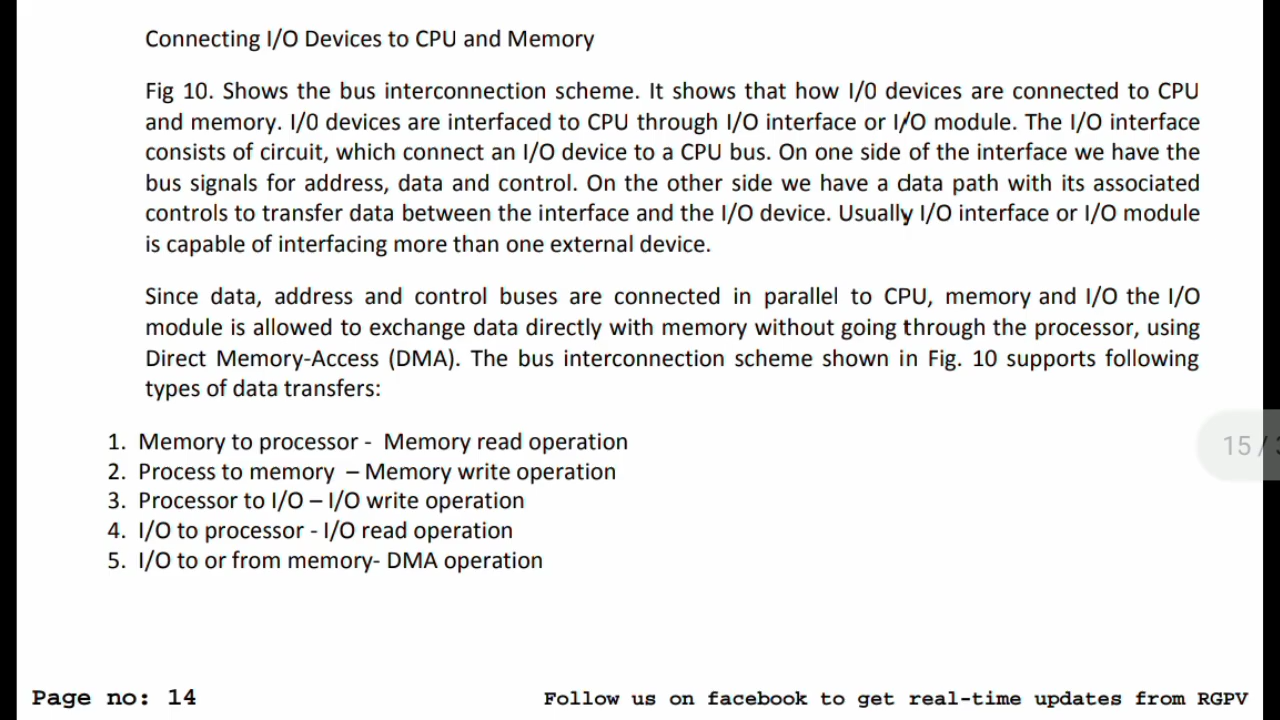 Connecting I/O Devices to CPU and Memory
Fig 10. Shows the bus interconnection scheme. It shows that how I/0 devices are connected to CPU
and memory. I/0 devices are interfaced to CPU through I/O interface or I/O module. The I/O interface
consists of circuit, which connect an I/O device to a CPU bus. On one side of the interface we have the
bus signals for address, data and control. On the other side we have a data path with its associated
controls to transfer data between the interface and the I/O device. Usually I/O interface or I/O module
is capable of interfacing more than one external device.
Since data, address and control buses are connected in parallel to CPU, memory and I/O the I/O
module is allowed to exchange data directly with memory without going through the processor, using
Direct Memory-Access (DMA). The bus interconnection scheme shown in Fig. 10 supports following
types of data transfers:
1. Memory to processor - Memory read operation
2. Process to memory – Memory write operation
3. Processor to I/O – I/O write operation
4. I/O to processor - I/O read operation
5. I/O to or from memory- DMA operation
15 /
Page no: 14
Follow us on facebook to get real-time updates from RGPV